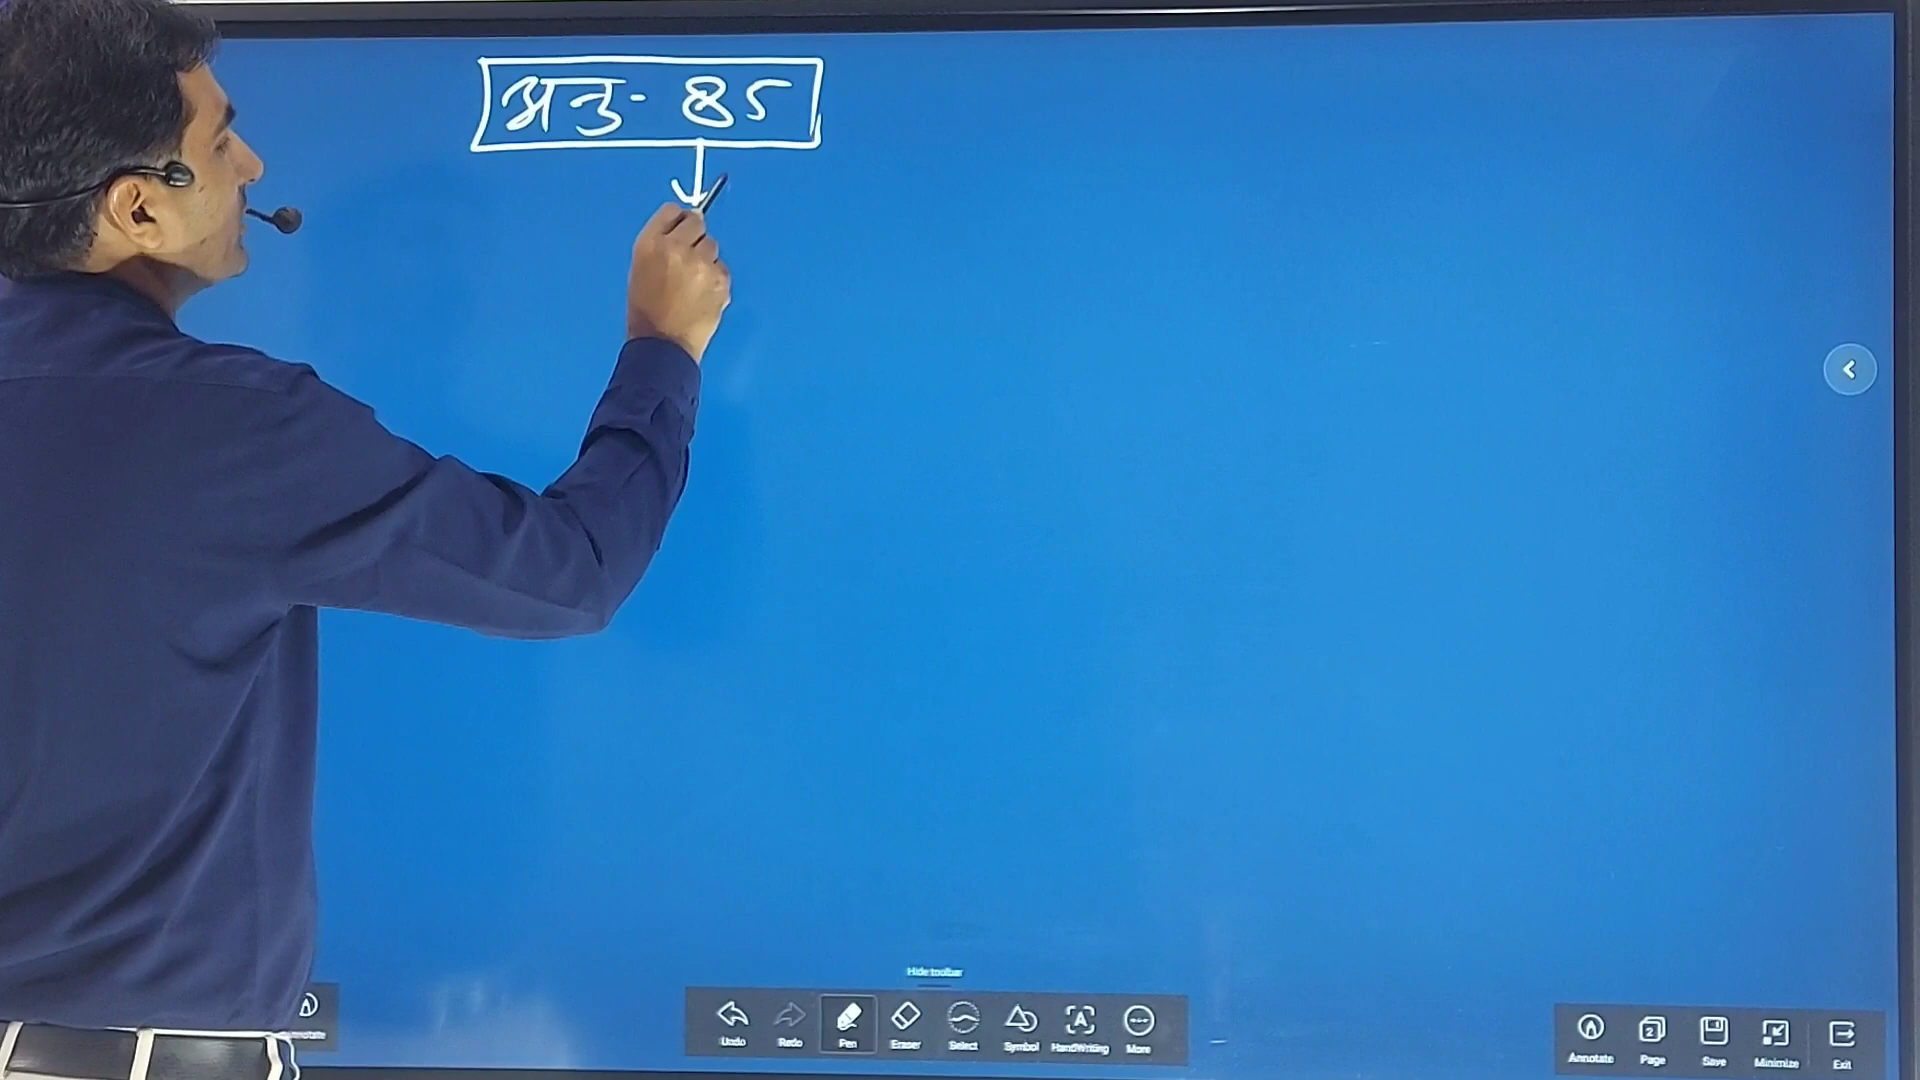 अनु- 85
Hide toolbar
Undo Redo Pen Eraser Select Symbol HandWriting More
Annotate Page Save Minimize Exit